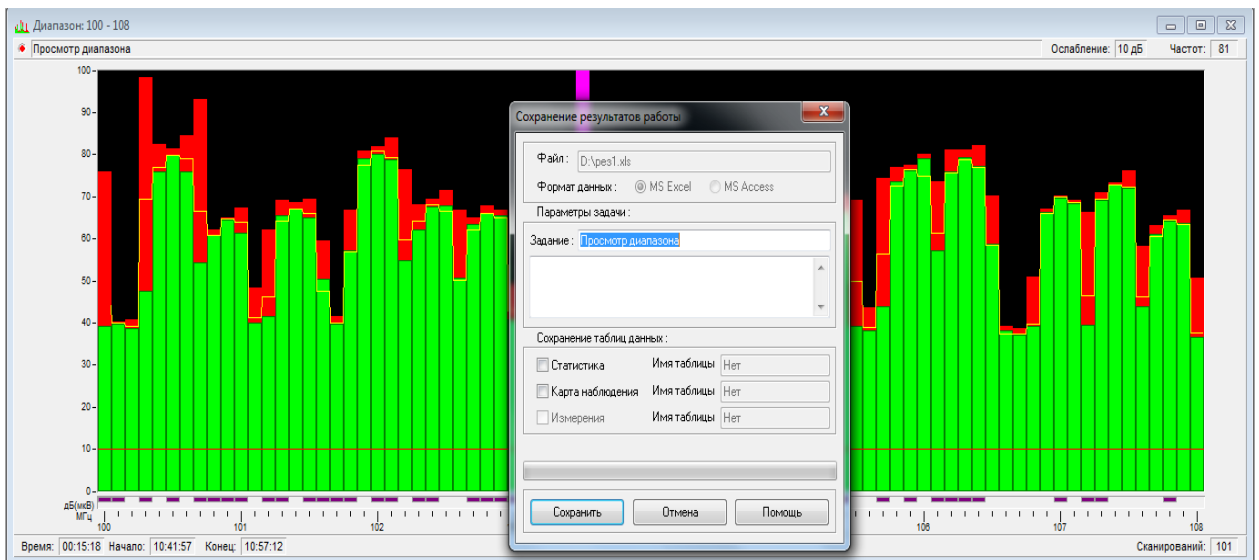 Диапазон: 100 - 108
Просмотр диапазона
Ослабление: 10 дБ Частот: 81
100
90
80
70
60
50
40
30
20
10
0
дБ(мкВ)
МГц
100 101 102 106 107 108
Время: 00:15:18 Начало: 10:41:57 Конец: 10:57:12
Сканирований: 101
Сохранение результатов работы
Файл: D:\pes1.xls
Формат данных: MS Excel MS Access
Параметры задачи:
Задание: Просмотр диапазона
Сохранение таблиц данных:
Статистика Имя таблицы Нет
Карта наблюдения Имя таблицы Нет
Измерения Имя таблицы Нет
Сохранить Отмена Помощь